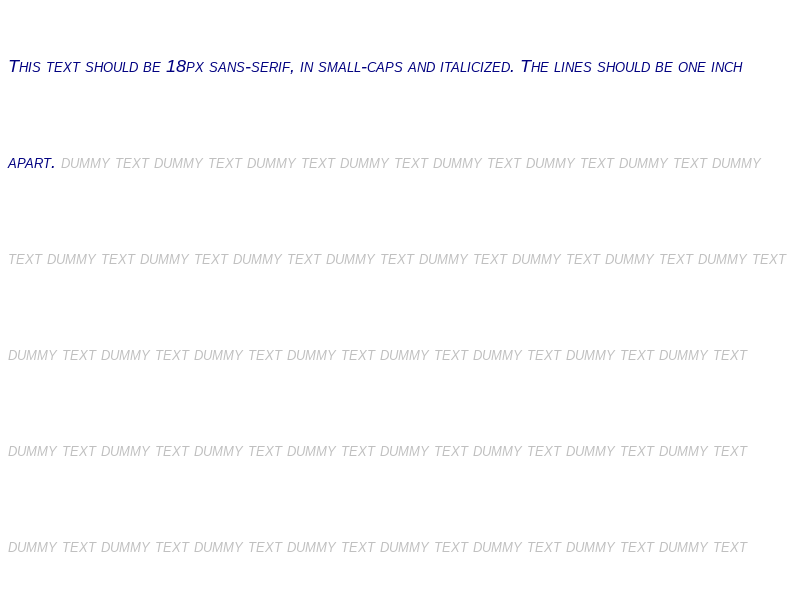 This text should be 18px sans-serif, in small-caps and italicized. The lines should be one inch
apart. dummy text dummy text dummy text dummy text dummy text dummy text dummy text dummy
text dummy text dummy text dummy text dummy text dummy text dummy text dummy text dummy text
dummy text dummy text dummy text dummy text dummy text dummy text dummy text dummy text
dummy text dummy text dummy text dummy text dummy text dummy text dummy text dummy text
dummy text dummy text dummy text dummy text dummy text dummy text dummy text dummy text